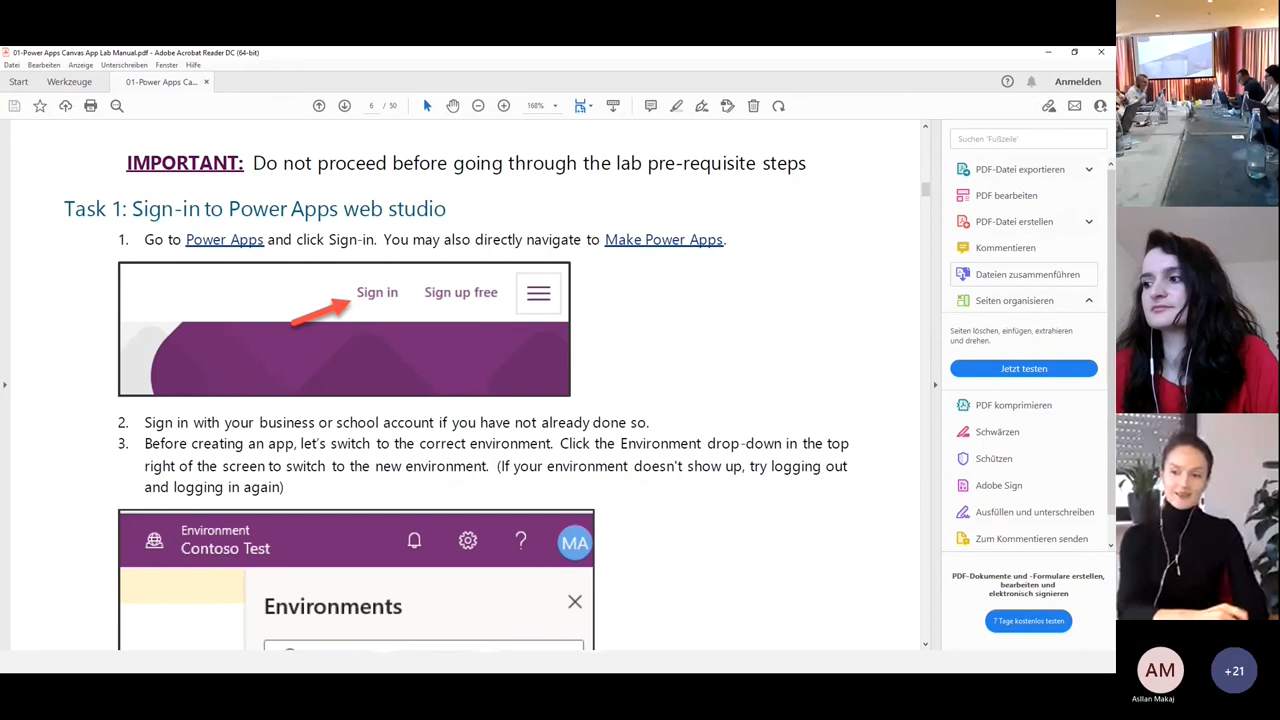 01-Power Apps Canvas App Lab Manual.pdf - Adobe Acrobat Reader DC (64-bit)
Datei Bearbeiten Anzeige Unterschreiben Fenster Hilfe
Start Werkzeuge 01-Power Apps Ca... × Anmelden
6 / 50 168%
IMPORTANT: Do not proceed before going through the lab pre-requisite steps
Task 1: Sign-in to Power Apps web studio
1. Go to Power Apps and click Sign-in. You may also directly navigate to Make Power Apps.
Sign in Sign up free
2. Sign in with your business or school account if you have not already done so.
3. Before creating an app, let's switch to the correct environment. Click the Environment drop-down in the top
right of the screen to switch to the new environment. (If your environment doesn't show up, try logging out
and logging in again)
Environment
Contoso Test
? MA
Environments
Suchen 'Fußzeile'
PDF-Datei exportieren
PDF bearbeiten
PDF-Datei erstellen
Kommentieren
Dateien zusammenführen
Seiten organisieren
Seiten löschen, einfügen, extrahieren
und drehen.
Jetzt testen
PDF komprimieren
Schwärzen
Schützen
Adobe Sign
Ausfüllen und unterschreiben
Zum Kommentieren senden
PDF-Dokumente und -Formulare erstellen,
bearbeiten und
elektronisch signieren
7 Tage kostenlos testen
AM
+21
Asllan Makaj